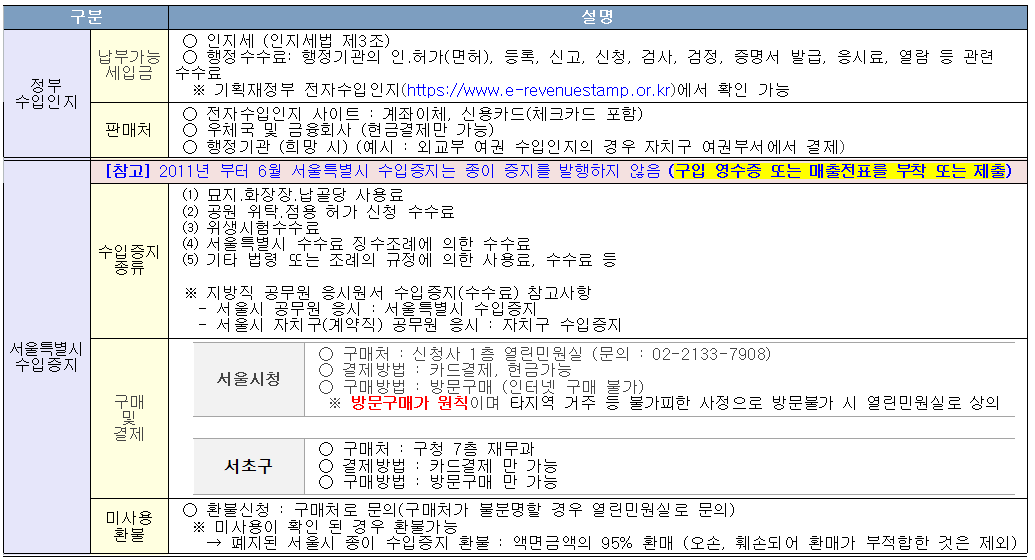 구분 설명
정부
수입인지
납부가능
세입금
○ 인지세 (인지세법 제3조)
○ 행정수수료: 행정기관의 인.허가(면허), 등록, 신고, 신청, 검사, 검정, 증명서 발급, 응시료, 열람 등 관련
수수료
※ 기획재정부 전자수입인지(https://www.e-revenuestamp.or.kr)에서 확인 가능
판매처
○ 전자수입인지 사이트 : 계좌이체, 신용카드(체크카드 포함)
○ 우체국 및 금융회사 (현금결제만 가능)
○ 행정기관 (희망 시) (예시 : 외교부 여권 수입인지의 경우 자치구 여권부서에서 결제)
서울특별시
수입증지
[참고] 2011년 부터 6월 서울특별시 수입증지는 종이 증지를 발행하지 않음 (구입 영수증 또는 매출전표를 부착 또는 제출)
수입증지
종류
⑴ 묘지.화장장.납골당 사용료
⑵ 공원 위탁.점용 허가 신청 수수료
⑶ 위생시험수수료
⑷ 서울특별시 수수료 징수조례에 의한 수수료
⑸ 기타 법령 또는 조례의 규정에 의한 사용료, 수수료 등
※ 지방직 공무원 응시원서 수입증지(수수료) 참고사항
- 서울시 공무원 응시 : 서울특별시 수입증지
- 서울시 자치구(계약직) 공무원 응시 : 자치구 수입증지
구매
및
결제
서울시청
○ 구매처 : 신청사 1층 열린민원실 (문의 : 02-2133-7908)
○ 결제방법 : 카드결제, 현금가능
○ 구매방법 : 방문구매 (인터넷 구매 불가)
※ 방문구매가 원칙이며 타지역 거주 등 불가피한 사정으로 방문불가 시 열린민원실로 상의
서초구
○ 구매처 : 구청 7층 재무과
○ 결제방법 : 카드결제 만 가능
○ 구매방법 : 방문구매 만 가능
미사용
환불
○ 환불신청 : 구매처로 문의(구매처가 불분명할 경우 열린민원실로 문의)
※ 미사용이 확인 된 경우 환불가능
→ 폐지된 서울시 종이 수입증지 환불 : 액면금액의 95% 환매 (오손, 훼손되어 환매가 부적합한 것은 제외)